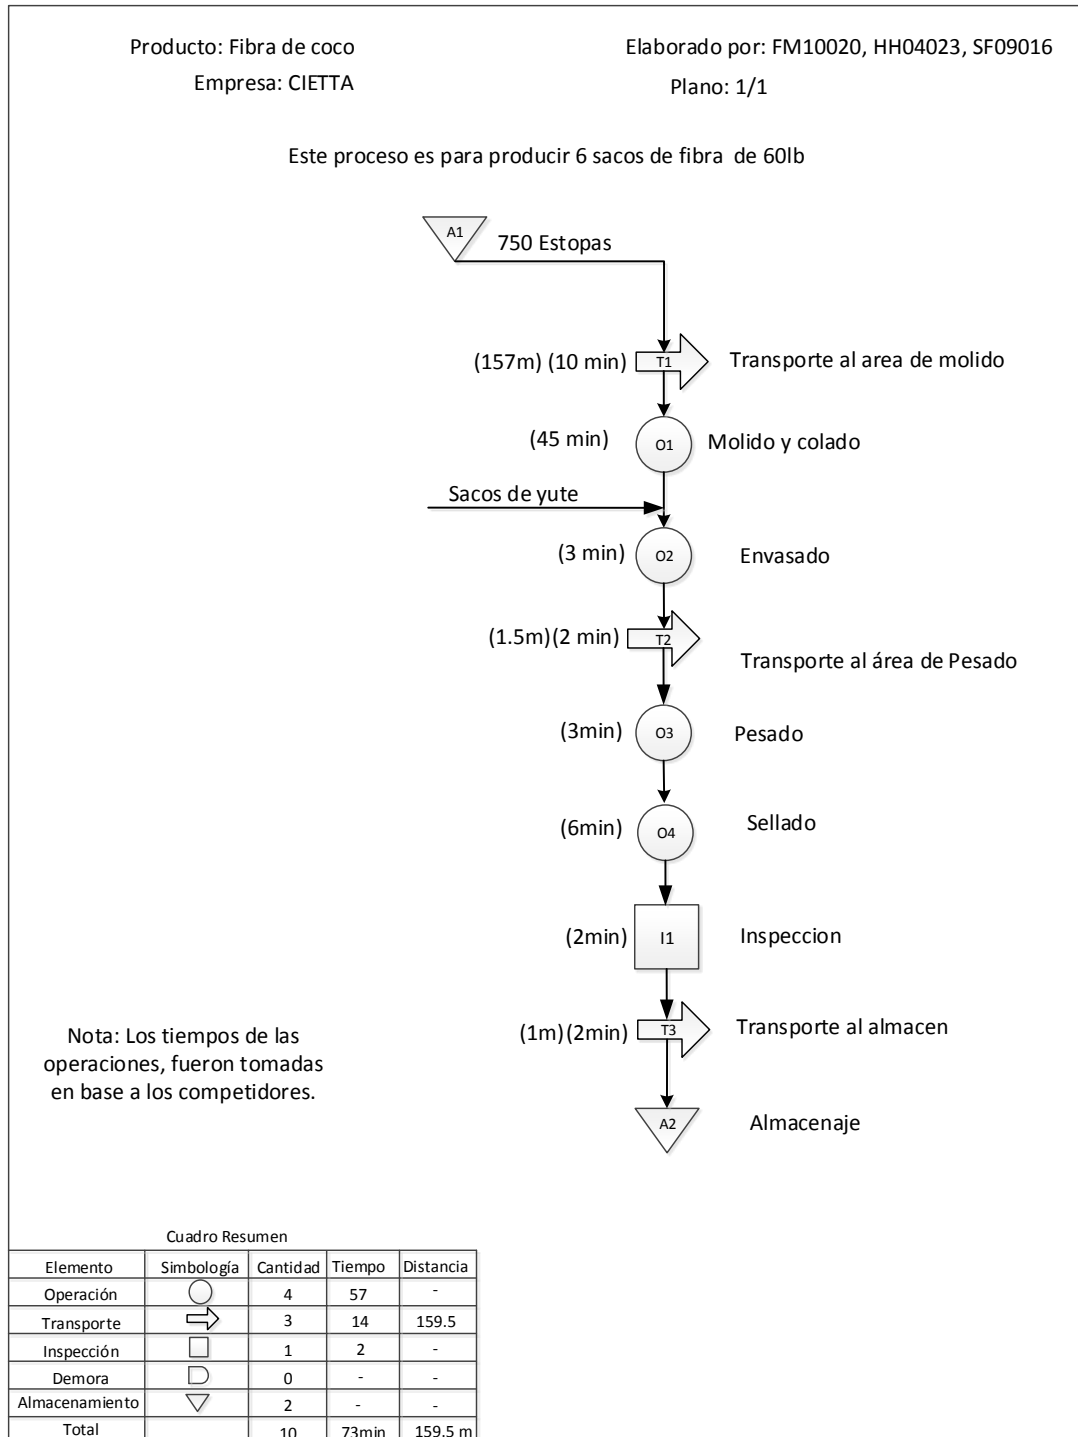 Producto: Fibra de coco
Elaborado por: FM10020, HH04023, SF09016
Empresa: CIETTA
Plano: 1/1
Este proceso es para producir 6 sacos de fibra de 60lb
A1
750 Estopas
(157m) (10 min) T1 Transporte al area de molido
(45 min) O1 Molido y colado
Sacos de yute
(3 min) O2 Envasado
(1.5m) (2 min) T2
Transporte al área de Pesado
(3min) O3 Pesado
(6min) O4 Sellado
(2min) I1 Inspeccion
(1m) (2min) T3 Transporte al almacen
Nota: Los tiempos de las
operaciones, fueron tomadas
en base a los competidores.
A2 Almacenaje
Cuadro Resumen
Elemento Simbología Cantidad Tiempo Distancia
Operación 4 57 -
Transporte 3 14 159.5
Inspección 1 2 -
Demora 0 - -
Almacenamiento 2 - -
Total 10 73min 159.5 m